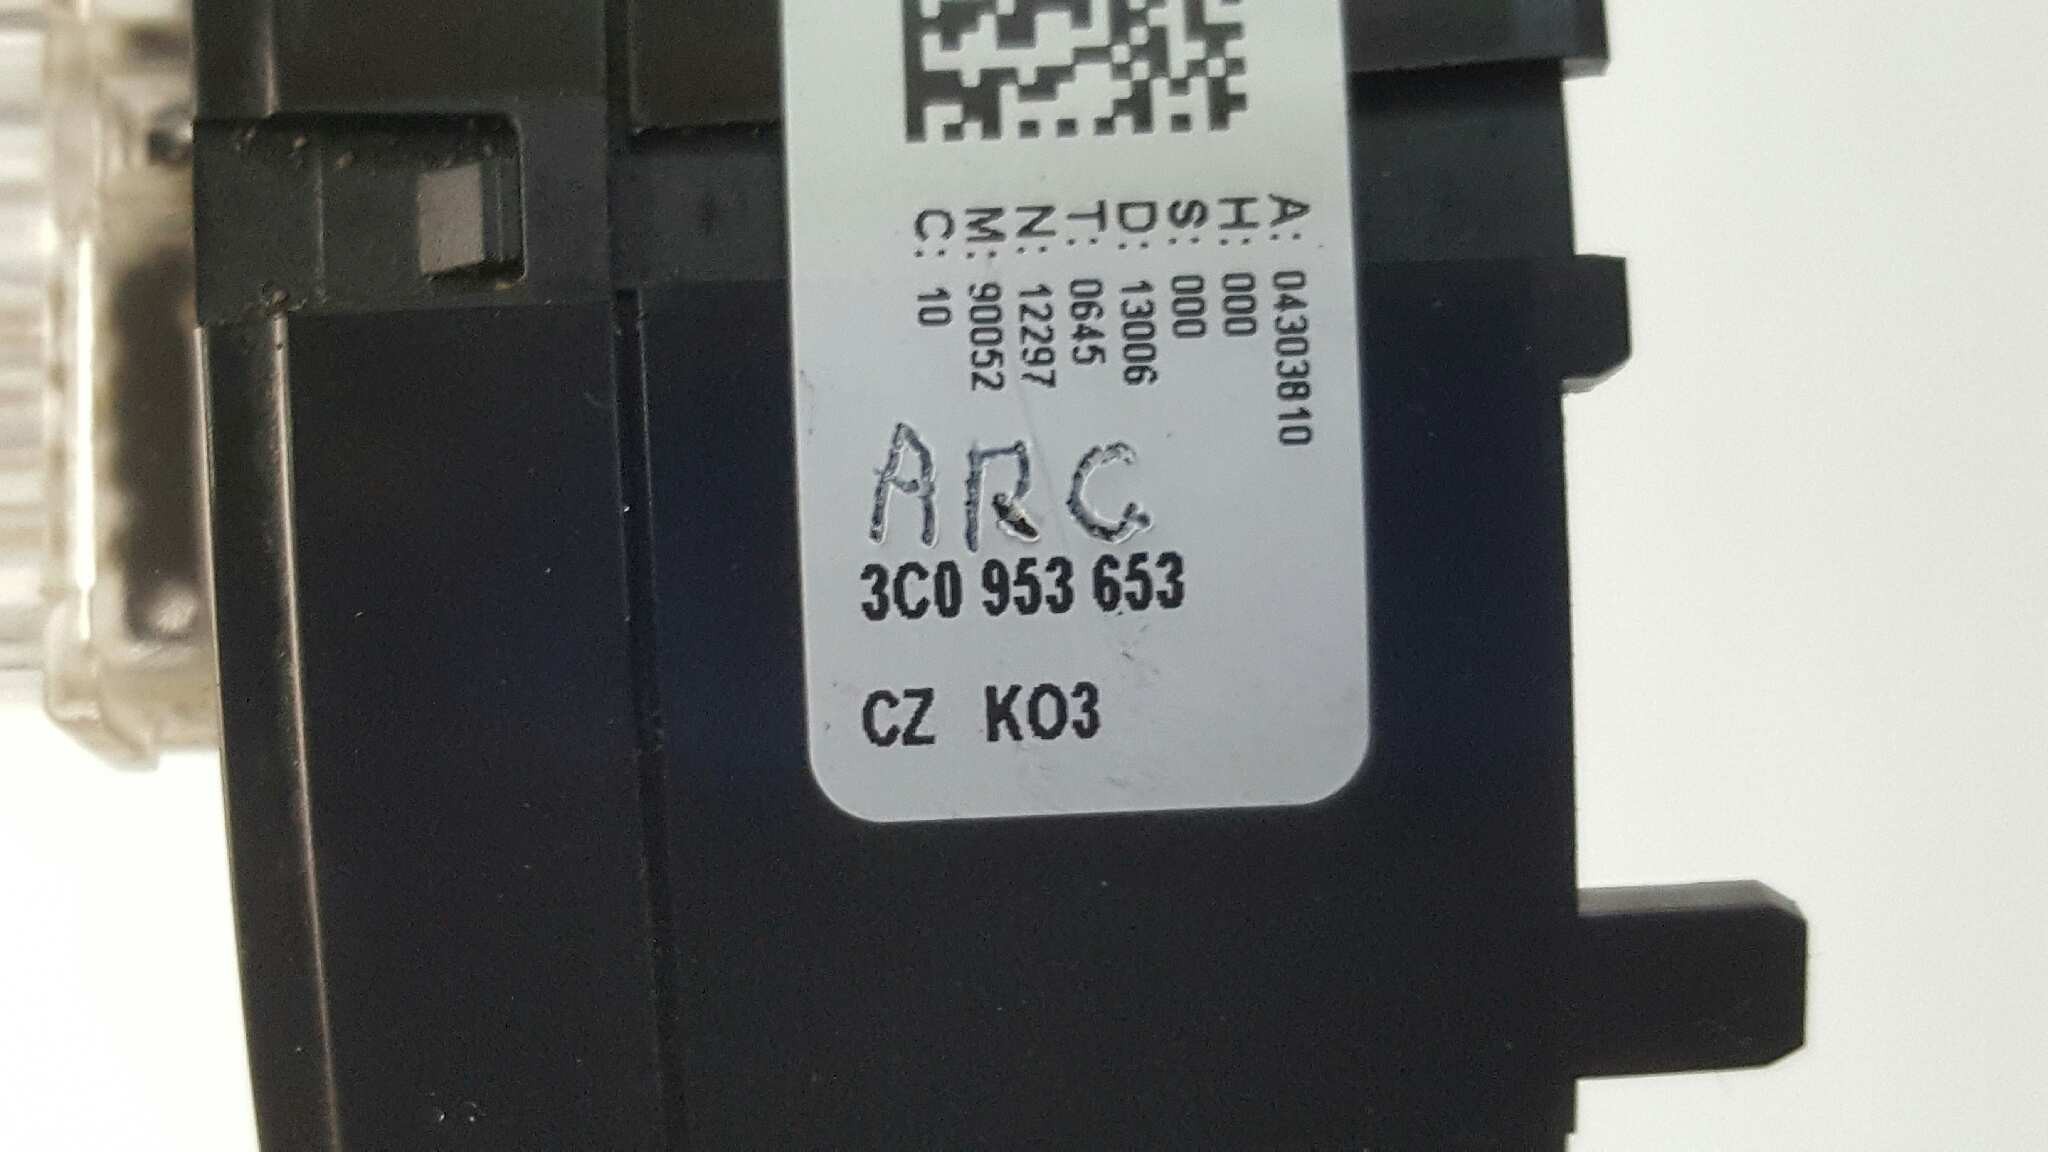 A: 04303810
H: 000
S: 000
D: 13006
T: 0645
N: 12297
M: 90052
C: 10
ARC
3C0 953 653
CZ KO3